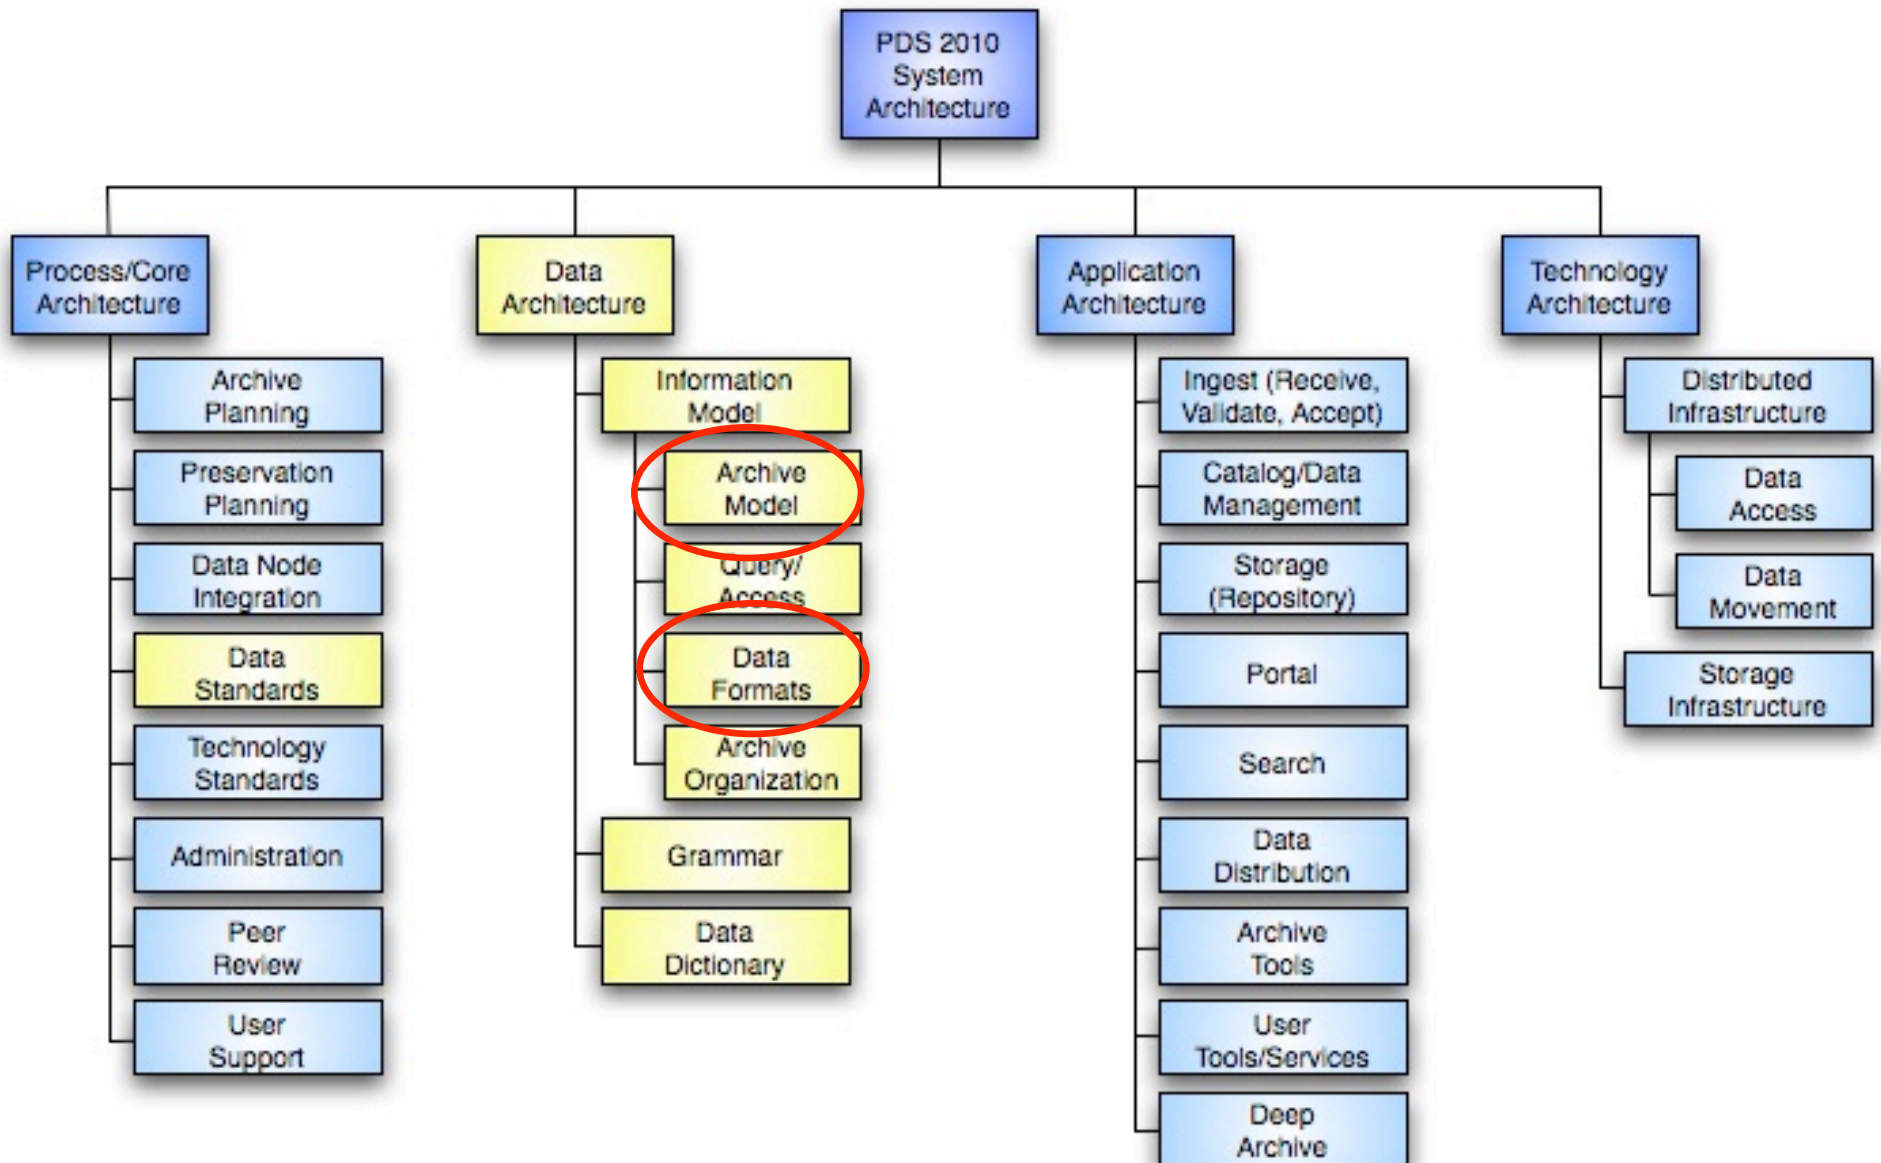 PDS 2010
System
Architecture
Process/Core
Architecture
Archive
Planning
Preservation
Planning
Data Node
Integration
Data
Standards
Technology
Standards
Administration
Peer
Review
User
Support
Data
Architecture
Information
Model
Archive
Model
Query/
Access
Data
Formats
Archive
Organization
Grammar
Data
Dictionary
Application
Architecture
Ingest (Receive,
Validate, Accept)
Catalog/Data
Management
Storage
(Repository)
Portal
Search
Data
Distribution
Archive
Tools
User
Tools/Services
Deep
Archive
Technology
Architecture
Distributed
Infrastructure
Data
Access
Data
Movement
Storage
Infrastructure